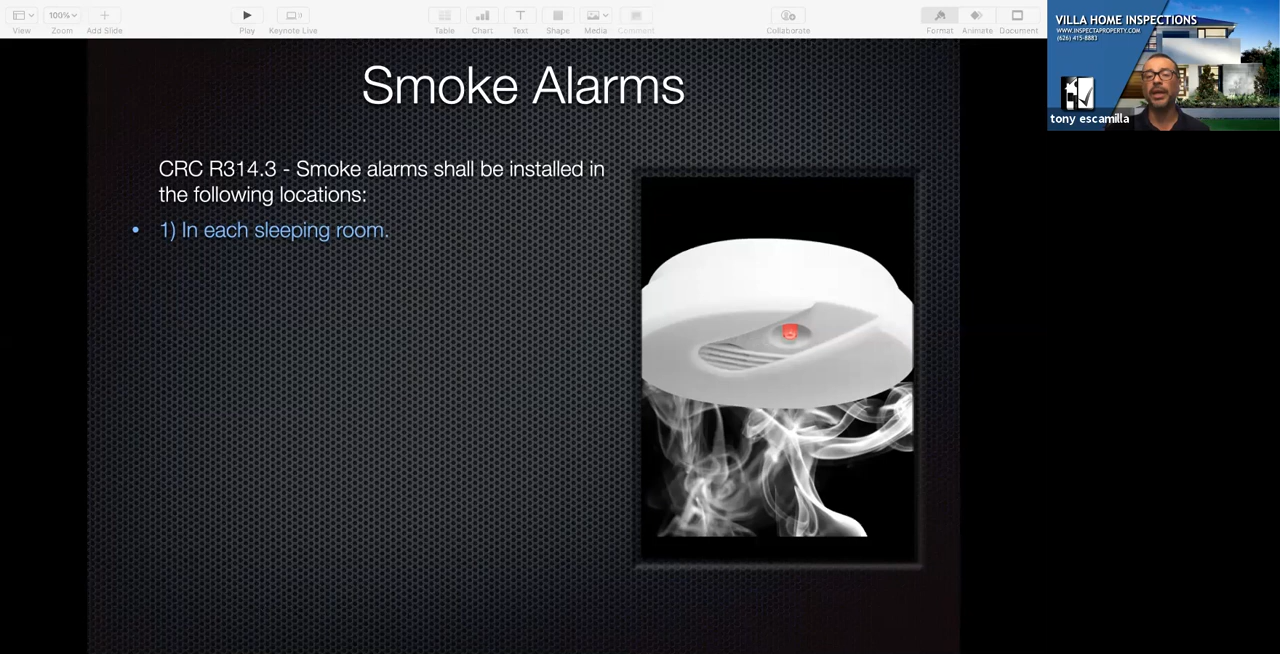 100%
View
Zoom
Add Slide
Play
Keynote Live
Table
Chart
Text
Shape
Media
Comment
Collaborate
Format
Animate
Document
VILLA HOME INSPECTIONS
WWW.INSPECTAPROPERTY.COM
(626) 415-8883
tony escamilla
Smoke Alarms
CRC R314.3 - Smoke alarms shall be installed in
the following locations:
• 1) In each sleeping room.